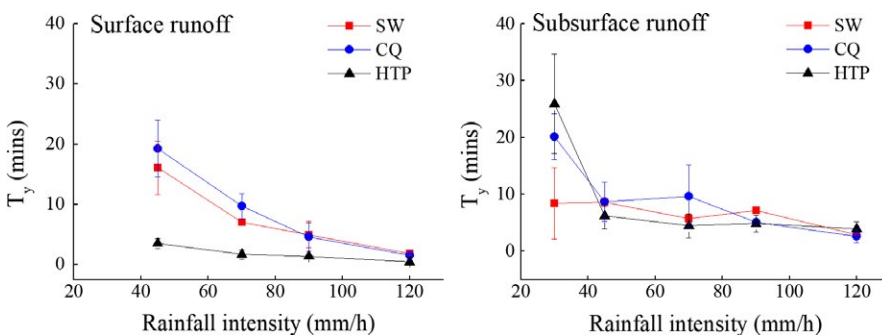 Surface runoff
SW
CQ
HTP
40
30
20
10
0
T_y (mins)
20 40 60 80 100 120
Rainfall intensity (mm/h)
Subsurface runoff
SW
CQ
HTP
40
30
20
10
0
T_y (mins)
20 40 60 80 100 120
Rainfall intensity (mm/h)